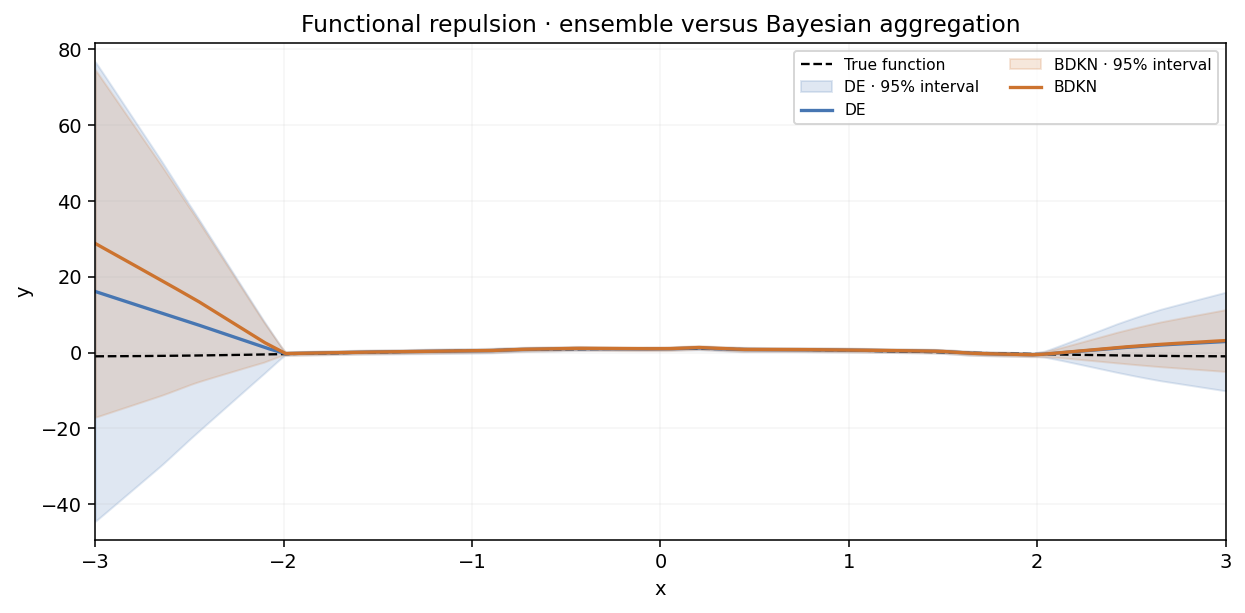 Functional repulsion · ensemble versus Bayesian aggregation
True function
DE · 95% interval
DE
BDKN · 95% interval
BDKN
y
80
60
40
20
0
−20
−40
−3
−2
−1
0
1
2
3
x